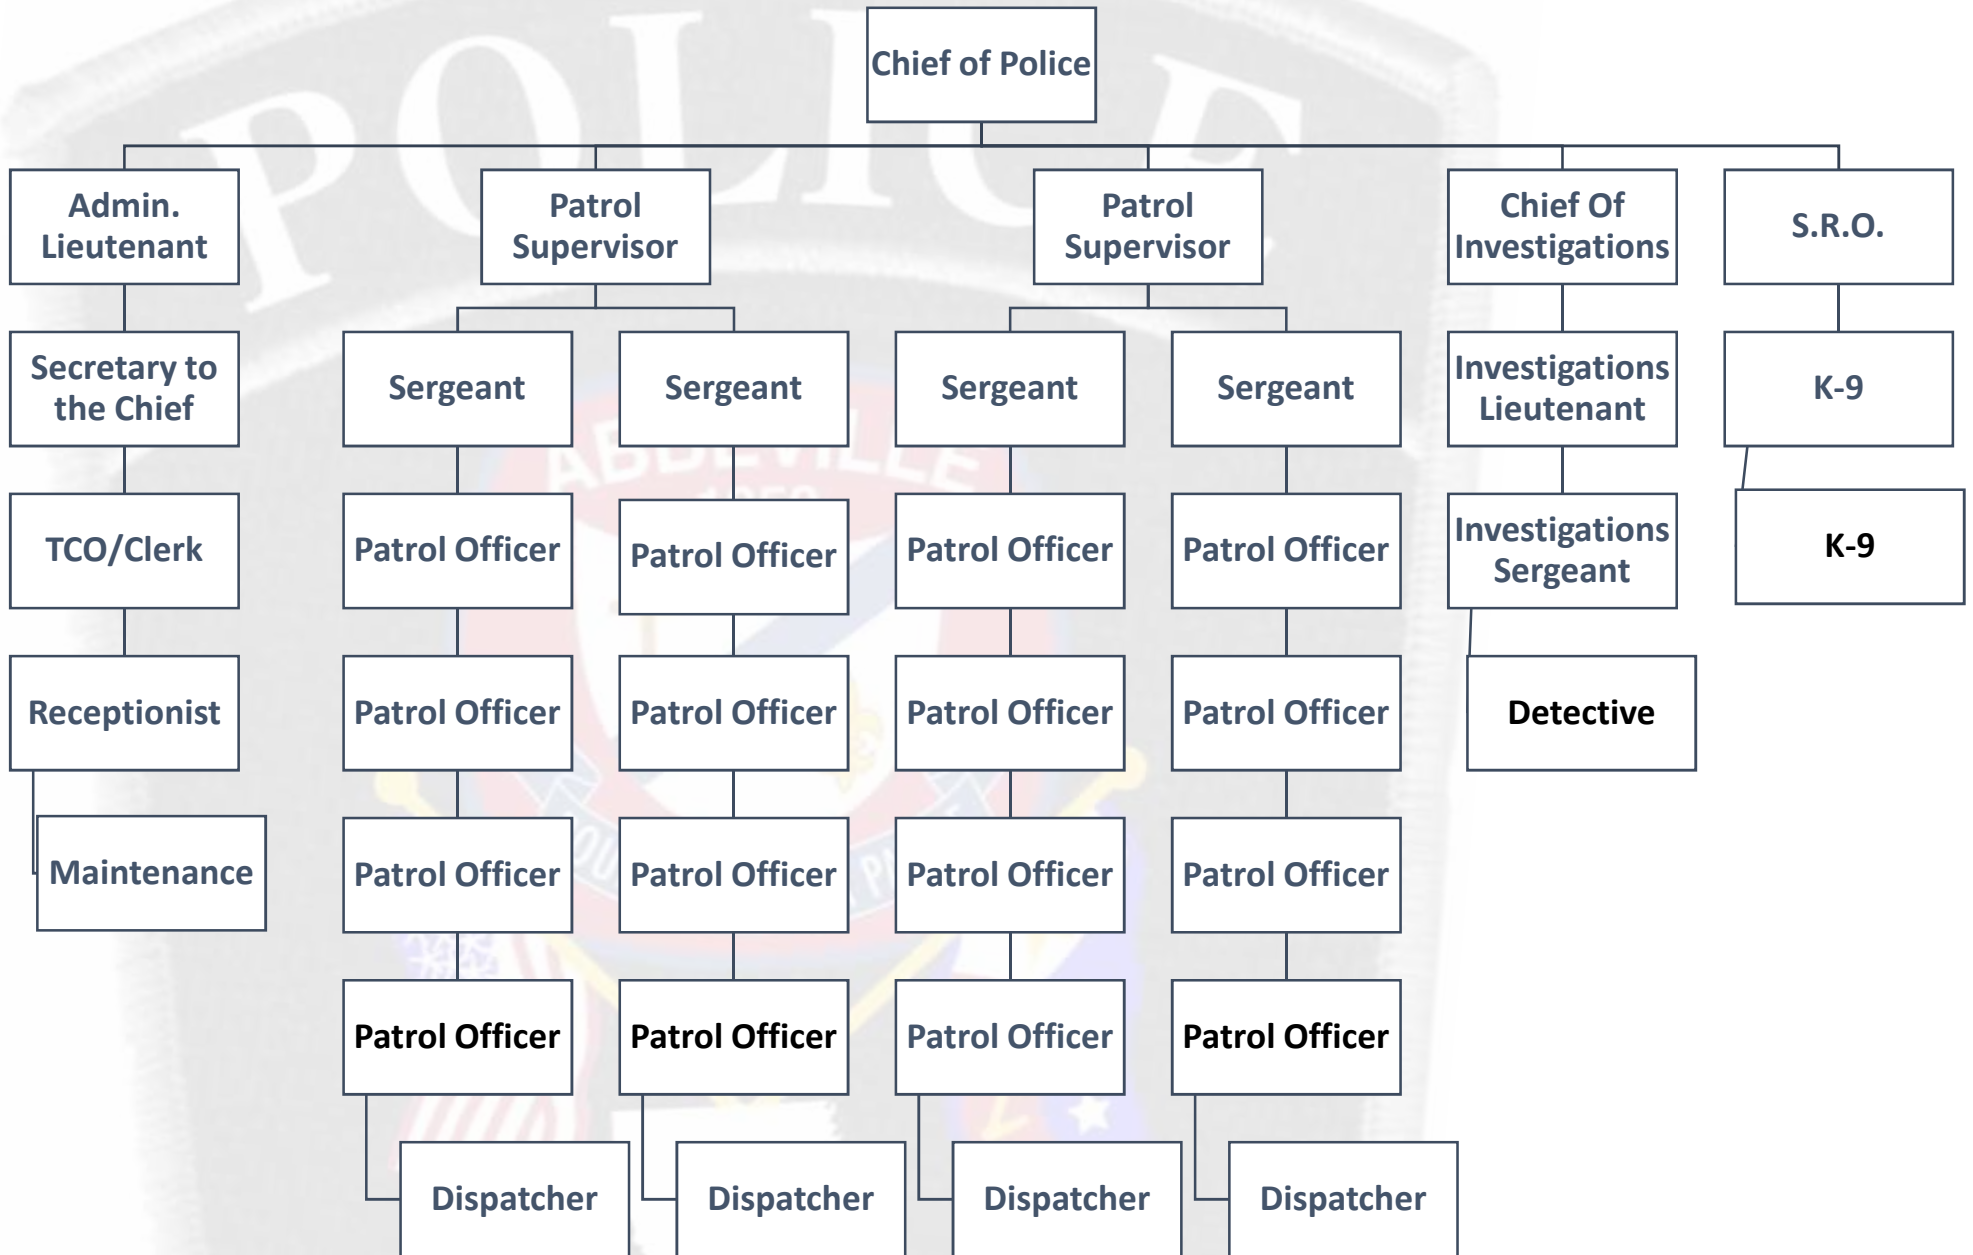 POLICE
Chief of Police
Admin.
Lieutenant
Patrol
Supervisor
Patrol
Supervisor
Chief Of
Investigations
S.R.O.
Secretary to
the Chief
Sergeant
Sergeant
Sergeant
Sergeant
Investigations
Lieutenant
K-9
ABBEVILLE
TCO/Clerk
Patrol Officer
Patrol Officer
Patrol Officer
Patrol Officer
Investigations
Sergeant
K-9
Receptionist
Patrol Officer
Patrol Officer
Patrol Officer
Patrol Officer
Detective
Maintenance
Patrol Officer
Patrol Officer
Patrol Officer
Patrol Officer
Patrol Officer
Patrol Officer
Patrol Officer
Patrol Officer
Dispatcher
Dispatcher
Dispatcher
Dispatcher